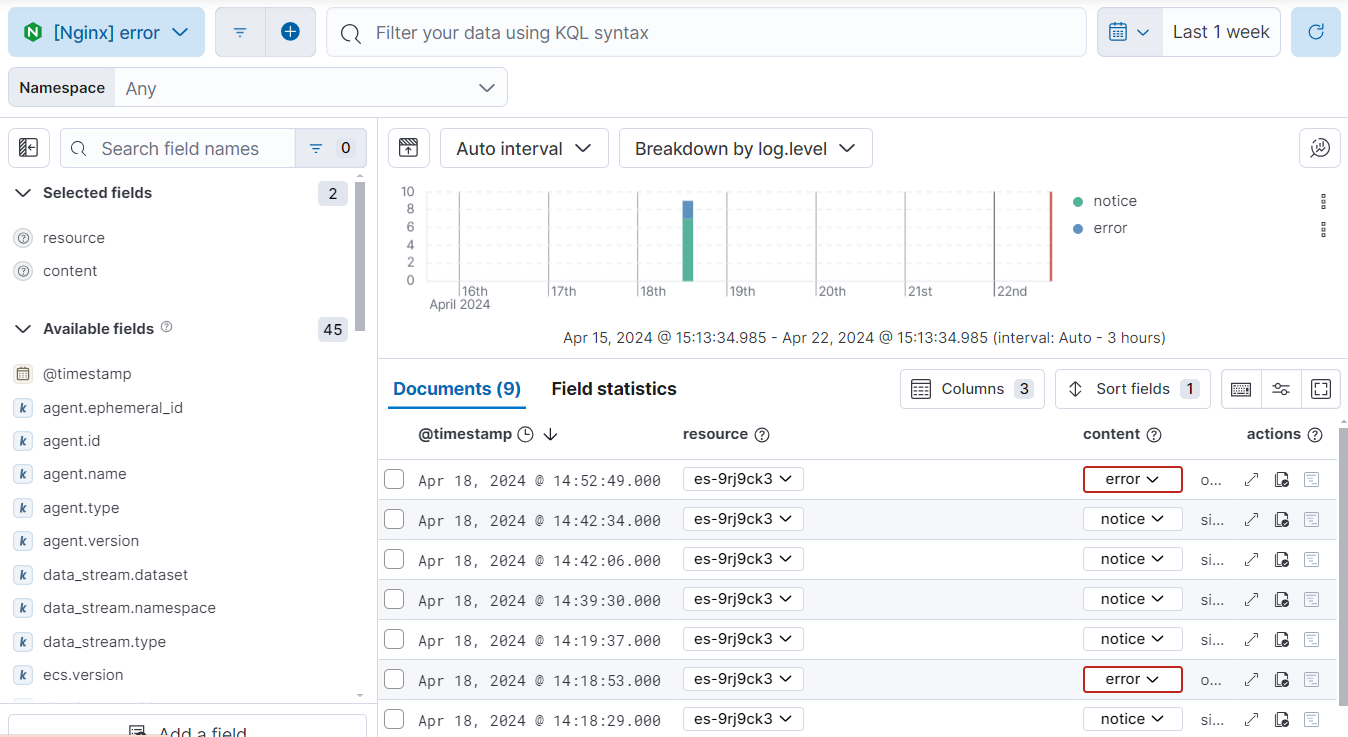 [Nginx] error
Filter your data using KQL syntax
Last 1 week
Namespace Any
Search field names 0
Selected fields 2
resource
content
Available fields 45
@timestamp
agent.ephemeral_id
agent.id
agent.name
agent.type
agent.version
data_stream.dataset
data_stream.namespace
data_stream.type
ecs.version
Add a field
Auto interval
Breakdown by log.level
10
8
6
4
2
0
16th 17th 18th 19th 20th 21st 22nd
April 2024
notice
error
Apr 15, 2024 @ 15:13:34.985 - Apr 22, 2024 @ 15:13:34.985 (interval: Auto - 3 hours)
Documents (9) Field statistics Columns 3 Sort fields 1
@timestamp resource content actions
Apr 18, 2024 @ 14:52:49.000 es-9rj9ck3 error o...
Apr 18, 2024 @ 14:42:34.000 es-9rj9ck3 notice si...
Apr 18, 2024 @ 14:42:06.000 es-9rj9ck3 notice si...
Apr 18, 2024 @ 14:39:30.000 es-9rj9ck3 notice si...
Apr 18, 2024 @ 14:19:37.000 es-9rj9ck3 notice si...
Apr 18, 2024 @ 14:18:53.000 es-9rj9ck3 error o...
Apr 18, 2024 @ 14:18:29.000 es-9rj9ck3 notice si...